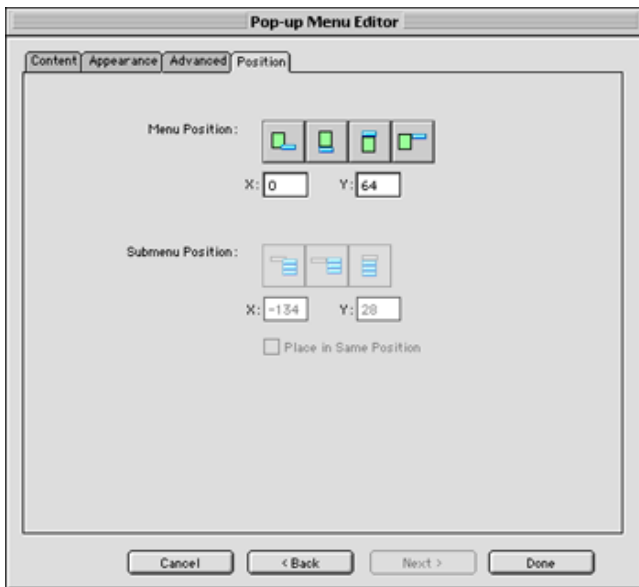 Pop-up Menu Editor
Content Appearance Advanced Position
Menu Position:
X: 0 Y: 64
Submenu Position:
X: -134 Y: 28
Place in Same Position
Cancel < Back Next > Done